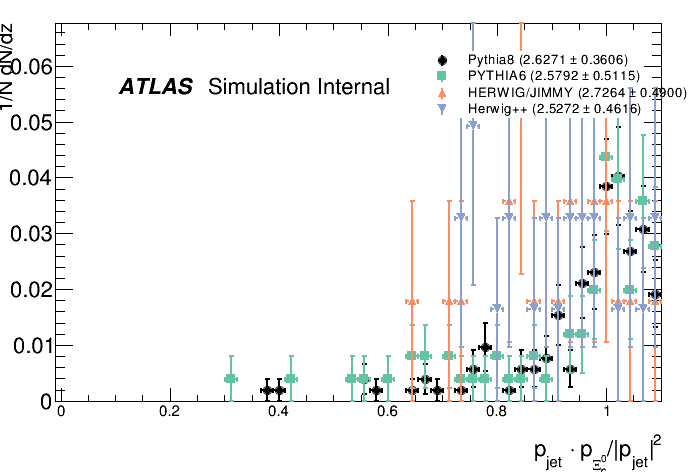 1/N dN/dz
Pythia8 (2.6271 ± 0.3606)
PYTHIA6 (2.5792 ± 0.5115)
HERWIG/JIMMY (2.7264 ± 0.4900)
Herwig++ (2.5272 ± 0.4616)
ATLAS Simulation Internal
0.06
0.05
0.04
0.03
0.02
0.01
0
0 0.2 0.4 0.6 0.8 1
p_jet · p_Ξ⁰/|p_jet|²